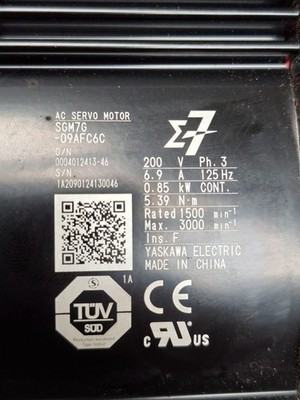 AC SERVO MOTOR
SGM7G
-09AFC6C
O/N
0004012413-46
S/N
1A2090124130046
Σ7
200 V Ph. 3
6.9 A 125Hz
0.85 kW CONT.
5.39 N·m
Rated 1500 min⁻¹
Max. 3000 min⁻¹
Ins. F
YASKAWA ELECTRIC
MADE IN CHINA
1A
S
TÜV
SÜD
CE
c RU US